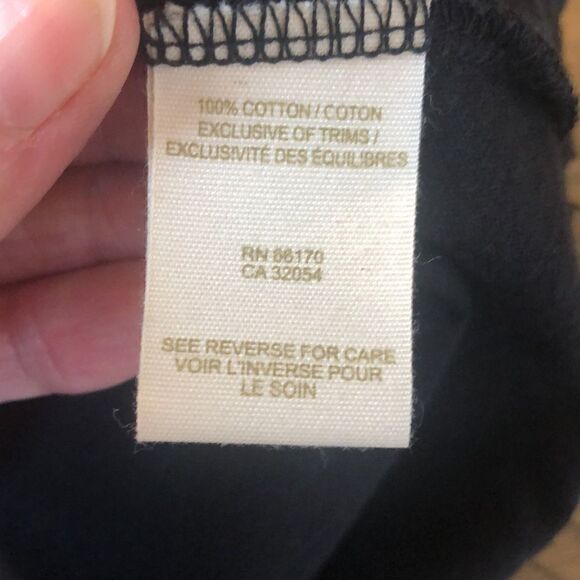 100% COTTON / COTON
EXCLUSIVE OF TRIMS /
EXCLUSIVITÉ DES ÉQUILIBRES
RN 66170
CA 32054
SEE REVERSE FOR CARE
VOIR L'INVERSE POUR
LE SOIN